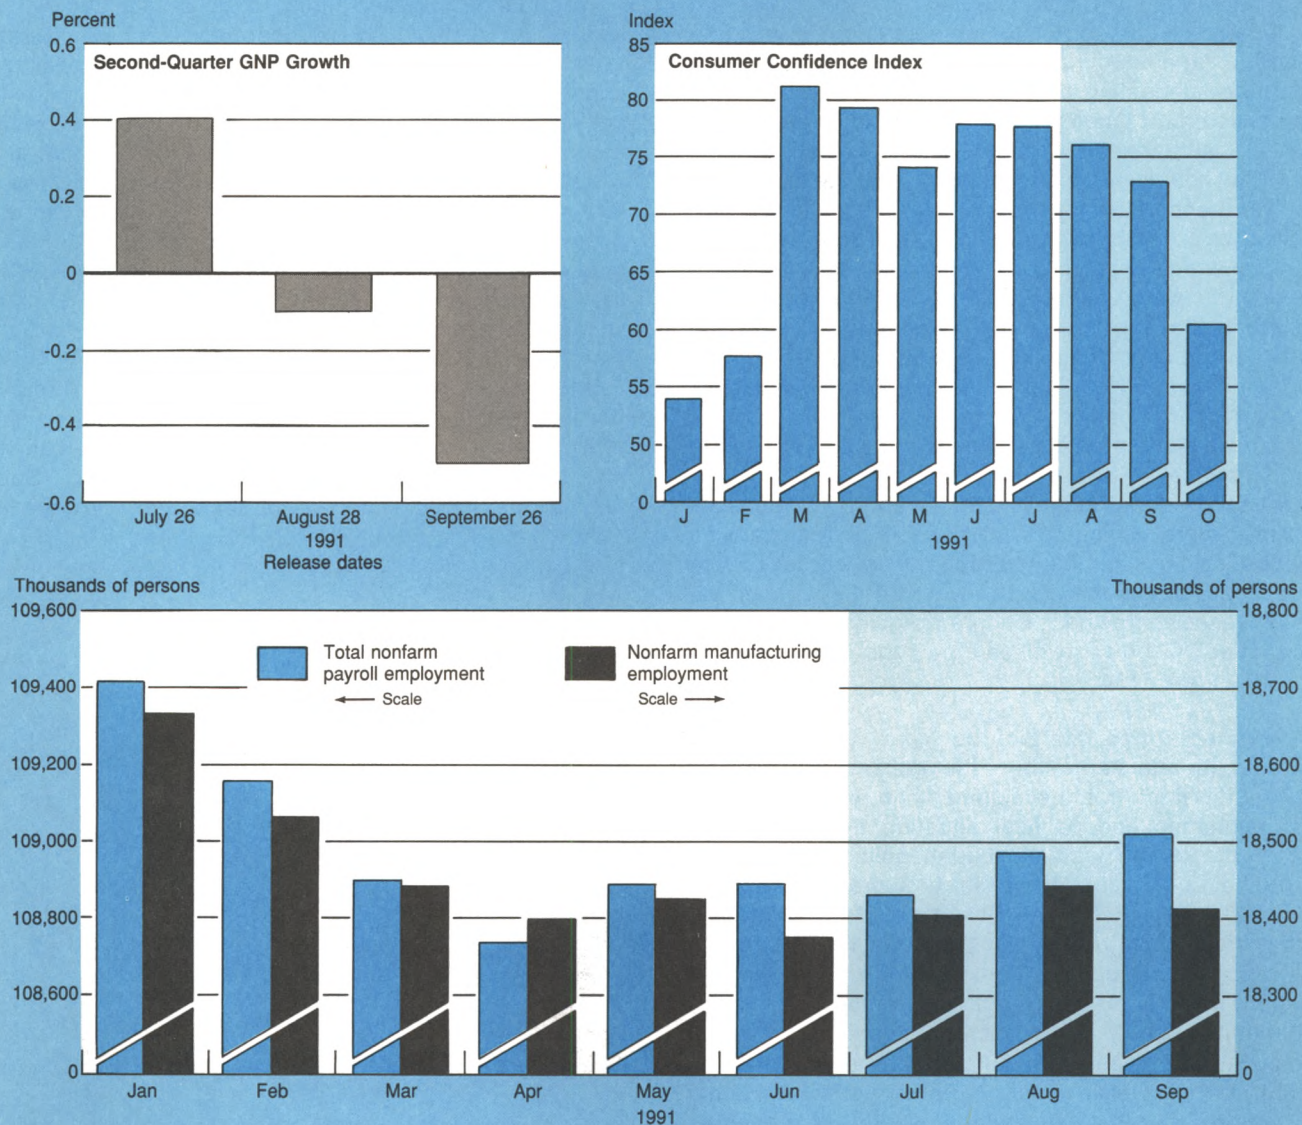 Percent
0.6
Second-Quarter GNP Growth
0.4
0.2
0
-0.2
-0.4
-0.6
July 26 August 28 September 26
1991
Release dates
Index
85
Consumer Confidence Index
80
75
70
65
60
55
50
0
J F M A M J J A S O
1991
Thousands of persons
Thousands of persons
109,600
109,400
109,200
109,000
108,800
108,600
0
Total nonfarm
payroll employment
← Scale
Nonfarm manufacturing
employment
Scale →
18,800
18,700
18,600
18,500
18,400
18,300
0
Jan Feb Mar Apr May Jun Jul Aug Sep
1991